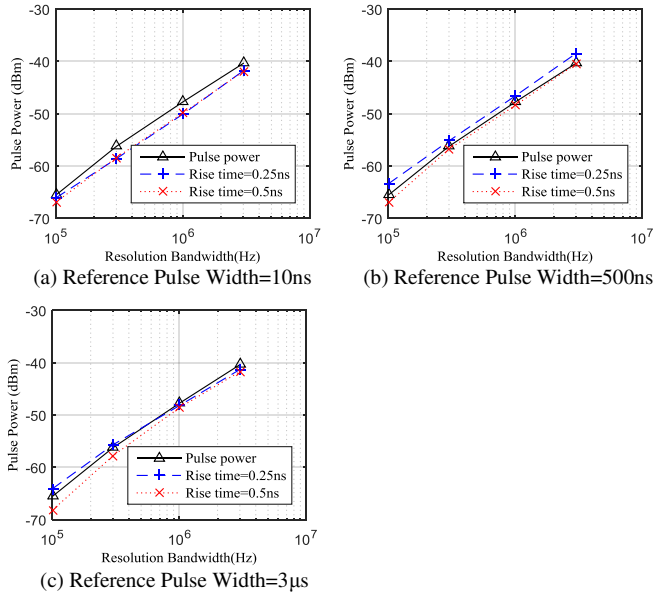 -30
-40
-50
-60
-70
Pulse Power (dBm)
Pulse power
Rise time=0.25ns
Rise time=0.5ns
10^5
10^6
10^7
Resolution Bandwidth(Hz)
(a) Reference Pulse Width=10ns
-30
-40
-50
-60
-70
Pulse Power (dBm)
Pulse power
Rise time=0.25ns
Rise time=0.5ns
10^5
10^6
10^7
Resolution Bandwidth(Hz)
(b) Reference Pulse Width=500ns
-30
-40
-50
-60
-70
Pulse Power (dBm)
Pulse power
Rise time=0.25ns
Rise time=0.5ns
10^5
10^6
10^7
Resolution Bandwidth(Hz)
(c) Reference Pulse Width=3μs